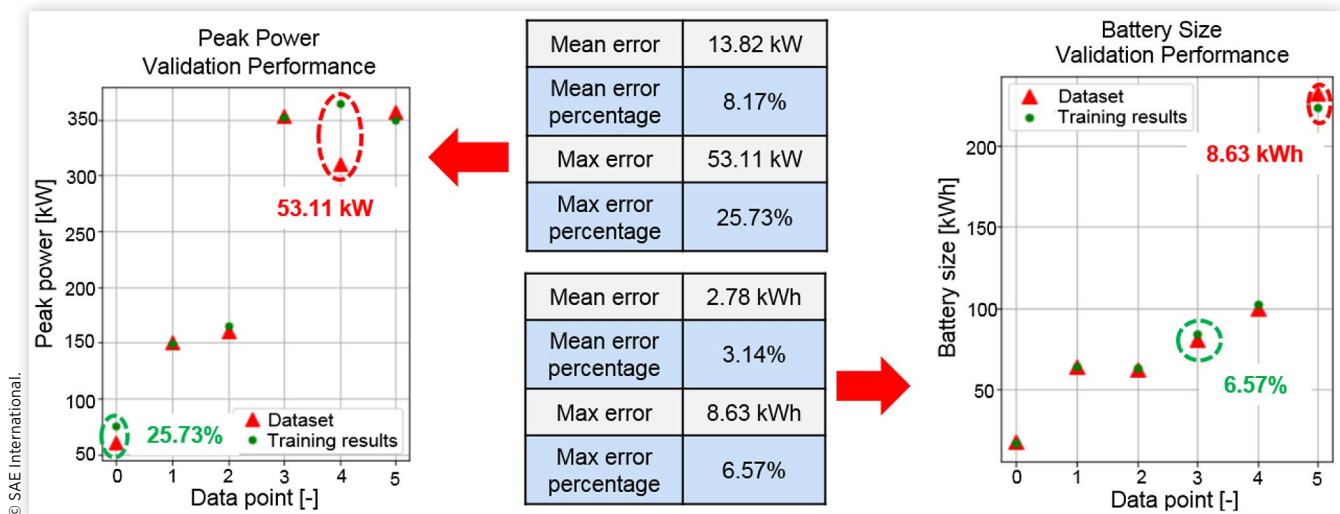 Peak Power
Validation Performance
Peak power [kW]
350
300
250
200
150
100
50
53.11 kW
25.73%
Dataset
Training results
0 1 2 3 4 5
Data point [-]
Mean error 13.82 kW
Mean error
percentage 8.17%
Max error 53.11 kW
Max error
percentage 25.73%
Mean error 2.78 kWh
Mean error
percentage 3.14%
Max error 8.63 kWh
Max error
percentage 6.57%
Battery Size
Validation Performance
Dataset
Training results
Battery size [kWh]
200
150
100
50
8.63 kWh
6.57%
0 1 2 3 4 5
Data point [-]
© SAE International.